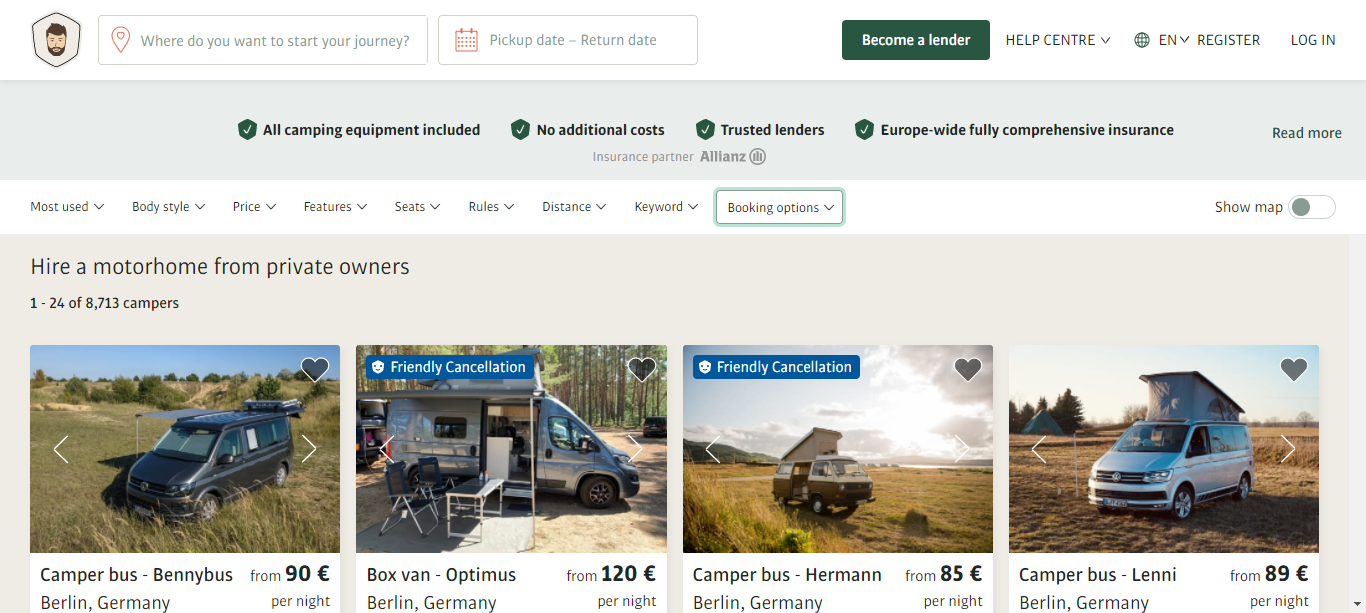 Where do you want to start your journey?
Pickup date – Return date
Become a lender
HELP CENTRE
EN
REGISTER
LOG IN
All camping equipment included
No additional costs
Trusted lenders
Europe-wide fully comprehensive insurance
Read more
Insurance partner Allianz
Most used
Body style
Price
Features
Seats
Rules
Distance
Keyword
Booking options
Show map
Hire a motorhome from private owners
1 - 24 of 8,713 campers
Friendly Cancellation
Friendly Cancellation
Camper bus - Bennybus
from 90 €
Berlin, Germany
per night
Box van - Optimus
from 120 €
Berlin, Germany
per night
Camper bus - Hermann
from 85 €
Berlin, Germany
per night
Camper bus - Lenni
from 89 €
Berlin, Germany
per night